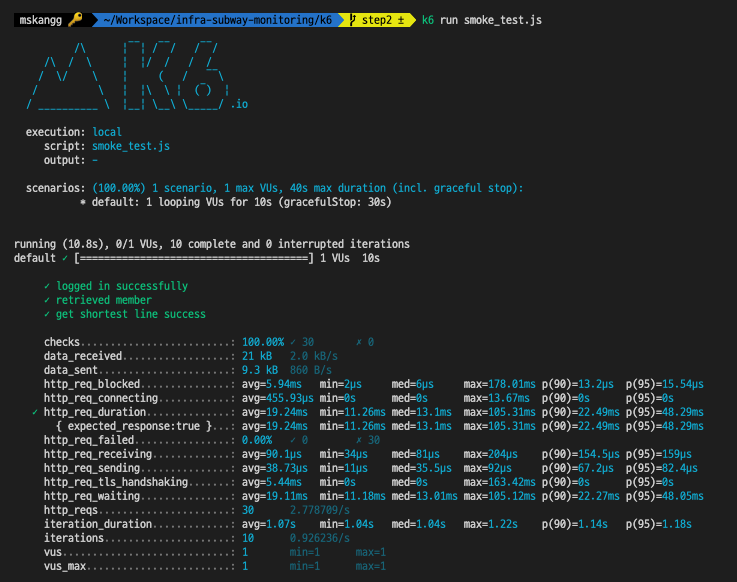 mskangg 🔑 ~/Workspace/infra-subway-monitoring/k6 step2 ± k6 run smoke_test.js
.io
execution: local
script: smoke_test.js
output: -
scenarios: (100.00%) 1 scenario, 1 max VUs, 40s max duration (incl. graceful stop):
* default: 1 looping VUs for 10s (gracefulStop: 30s)
running (10.8s), 0/1 VUs, 10 complete and 0 interrupted iterations
default ✓ [======================================] 1 VUs  10s
✓ logged in successfully
✓ retrieved member
✓ get shortest line success
checks.........................: 100.00% ✓ 30 ✗ 0
data_received..................: 21 kB 2.0 kB/s
data_sent......................: 9.3 kB 860 B/s
http_req_blocked...............: avg=5.94ms min=2µs med=6µs max=178.01ms p(90)=13.2µs p(95)=15.54µs
http_req_connecting............: avg=455.93µs min=0s med=0s max=13.67ms p(90)=0s p(95)=0s
✓ http_req_duration..............: avg=19.24ms min=11.26ms med=13.1ms max=105.31ms p(90)=22.49ms p(95)=48.29ms
{ expected_response:true }...: avg=19.24ms min=11.26ms med=13.1ms max=105.31ms p(90)=22.49ms p(95)=48.29ms
http_req_failed................: 0.00% ✓ 0 ✗ 30
http_req_receiving.............: avg=90.1µs min=34µs med=81µs max=204µs p(90)=154.5µs p(95)=159µs
http_req_sending...............: avg=38.73µs min=11µs med=35.5µs max=92µs p(90)=67.2µs p(95)=82.4µs
http_req_tls_handshaking.......: avg=5.44ms min=0s med=0s max=163.42ms p(90)=0s p(95)=0s
http_req_waiting...............: avg=19.11ms min=11.18ms med=13.01ms max=105.12ms p(90)=22.27ms p(95)=48.05ms
http_reqs......................: 30 2.778709/s
iteration_duration.............: avg=1.07s min=1.04s med=1.04s max=1.22s p(90)=1.14s p(95)=1.18s
iterations.....................: 10 0.926236/s
vus............................: 1 min=1 max=1
vus_max........................: 1 min=1 max=1